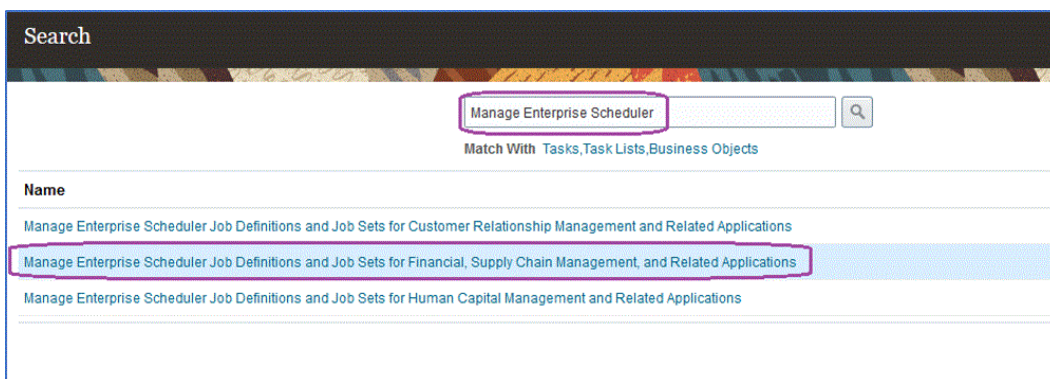 Search
Manage Enterprise Scheduler
Match With Tasks,Task Lists,Business Objects
Name
Manage Enterprise Scheduler Job Definitions and Job Sets for Customer Relationship Management and Related Applications
Manage Enterprise Scheduler Job Definitions and Job Sets for Financial, Supply Chain Management, and Related Applications
Manage Enterprise Scheduler Job Definitions and Job Sets for Human Capital Management and Related Applications